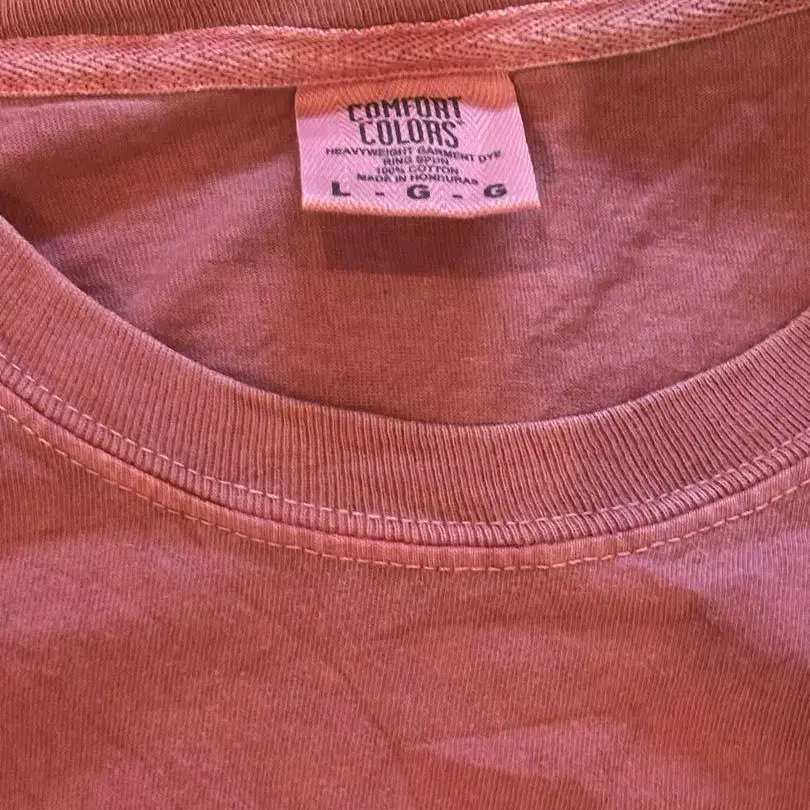 COMFORT
COLORS
HEAVYWEIGHT GARMENT DYE
RING SPUN
100% COTTON
MADE IN HONDURAS
L - G - G